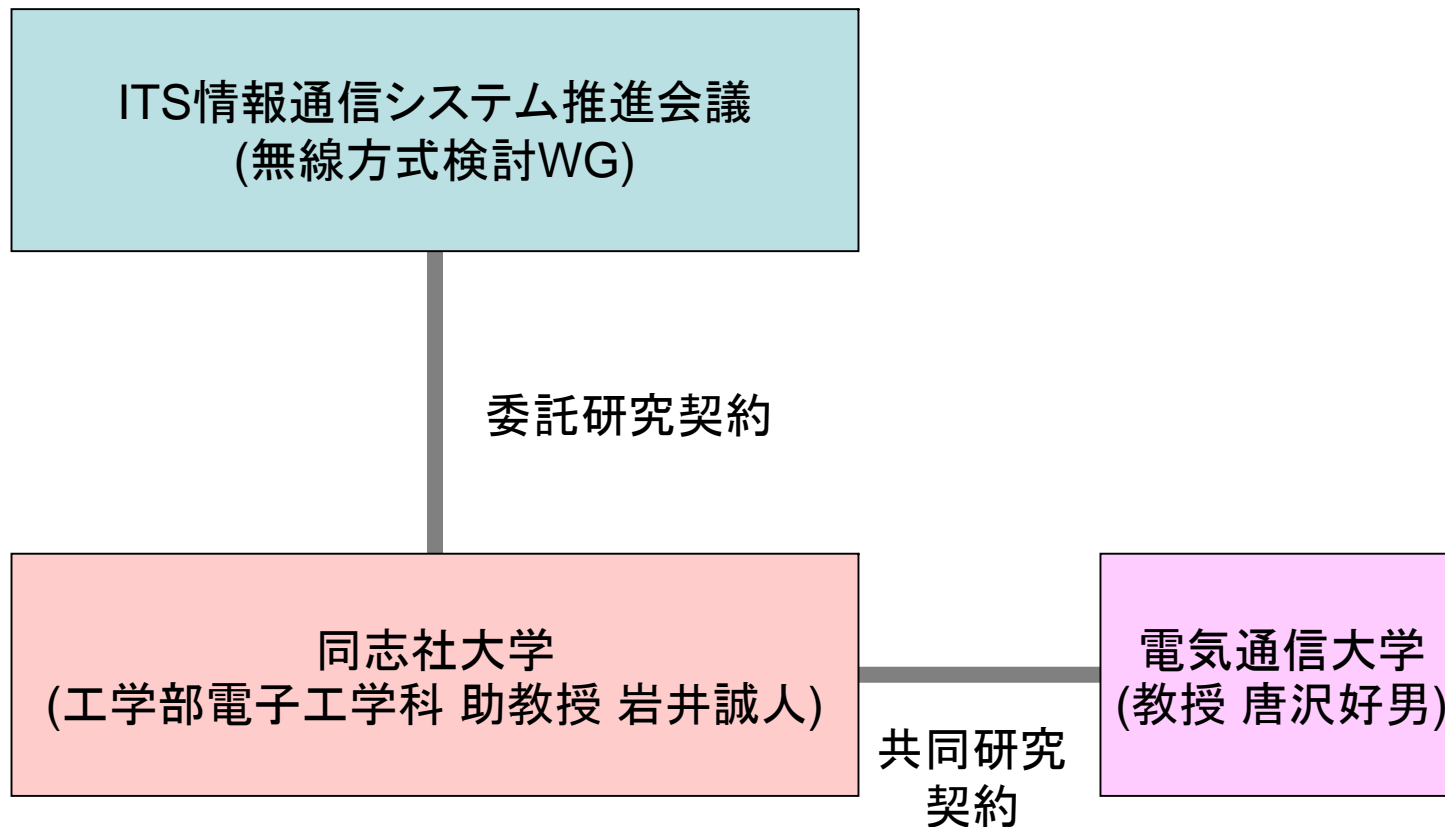 ITS情報通信システム推進会議
(無線方式検討WG)
委託研究契約
同志社大学
(工学部電子工学科 助教授 岩井誠人)
電気通信大学
(教授 唐沢好男)
共同研究
契約